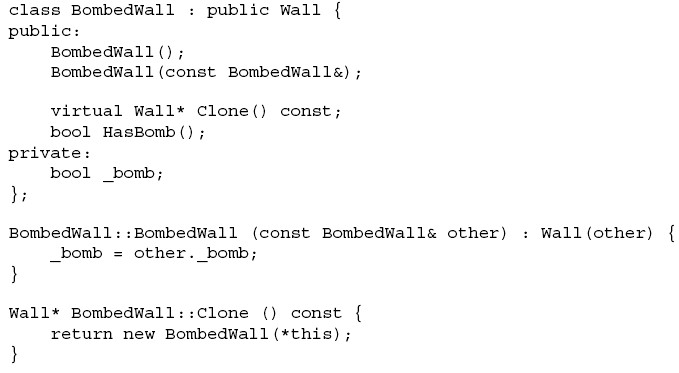 class BombedWall : public Wall {
public:
    BombedWall();
    BombedWall(const BombedWall&);

    virtual Wall* Clone() const;
    bool HasBomb();
private:
    bool _bomb;
};

BombedWall::BombedWall (const BombedWall& other) : Wall(other) {
    _bomb = other._bomb;
}

Wall* BombedWall::Clone () const {
    return new BombedWall(*this);
}